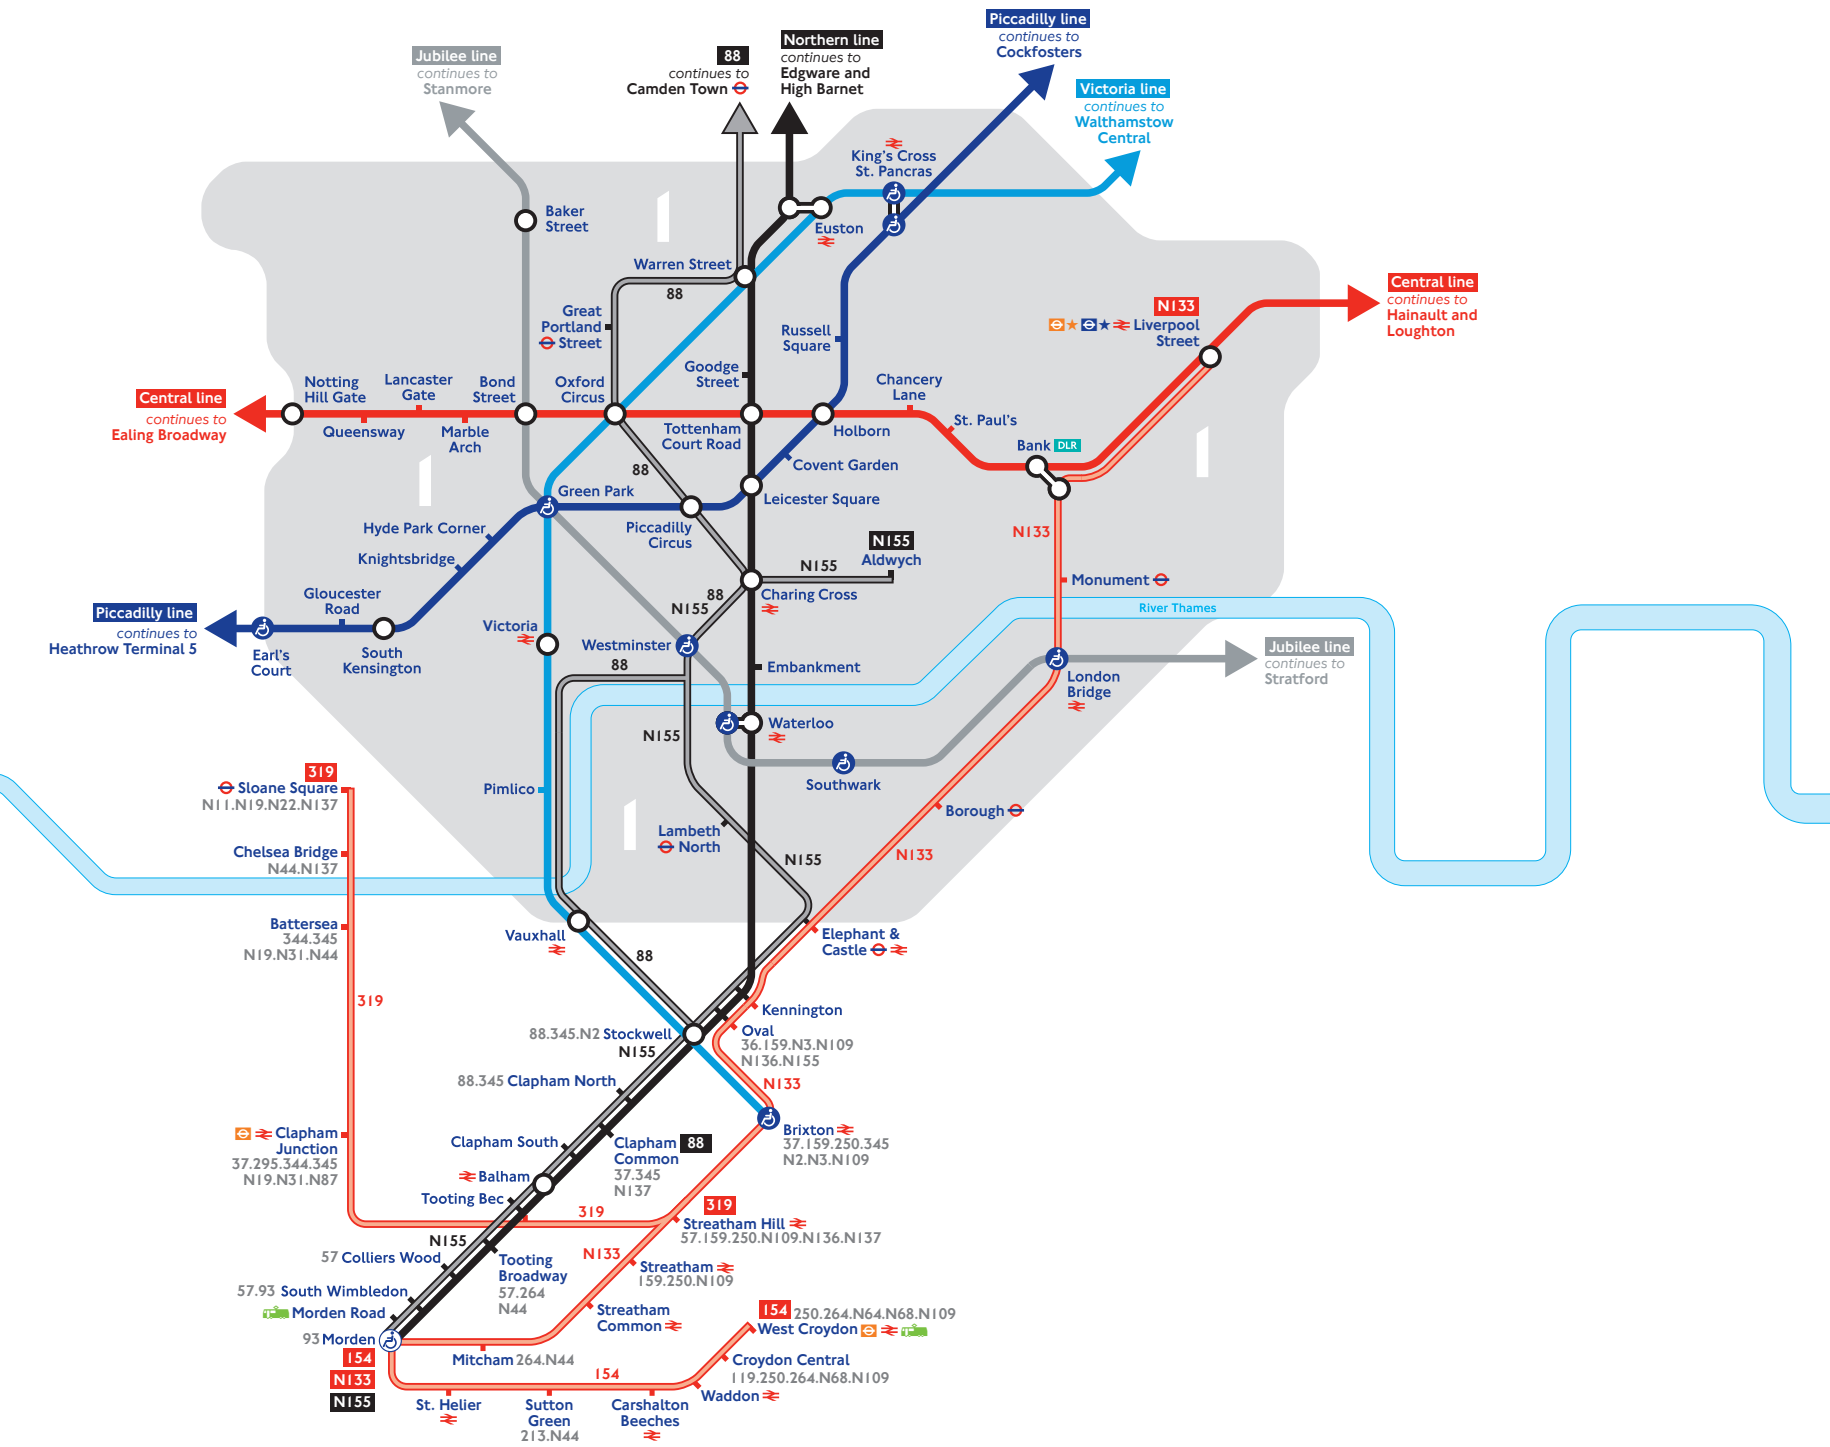 Piccadilly line
continues to
Cockfosters
Jubilee line
continues to
Stanmore
88
continues to
Camden Town
Northern line
continues to
Edgware and
High Barnet
Victoria line
continues to
Walthamstow
Central
King's Cross
St. Pancras
Baker
Street
Euston
Warren Street
88
Great
Portland
Street
Russell
Square
N133
Liverpool
Street
Central line
continues to
Hainault and
Loughton
Goodge
Street
Central line
continues to
Ealing Broadway
Notting
Hill Gate
Lancaster
Gate
Bond
Street
Oxford
Circus
Chancery
Lane
Queensway
Marble
Arch
Tottenham
Court Road
Holborn
St. Paul's
Bank DLR
88
Covent Garden
Green Park
Leicester Square
Hyde Park Corner
Piccadilly
Circus
N133
Knightsbridge
N155
Aldwych
N155
Monument
Gloucester
Road
88
Charing Cross
N155
River Thames
Piccadilly line
continues to
Heathrow Terminal 5
Earl's
Court
South
Kensington
Victoria
Westminster
88
Embankment
Jubilee line
continues to
Stratford
London
Bridge
Waterloo
N155
Southwark
Pimlico
319
Sloane Square
N11.N19.N22.N137
Borough
Lambeth
North
N155
N133
Chelsea Bridge
N44.N137
Battersea
344.345
N19.N31.N44
Vauxhall
Elephant &
Castle
88
319
Kennington
88.345.N2 Stockwell
N155
Oval
36.159.N3.N109
N136.N155
88.345 Clapham North
N133
Clapham
Junction
37.295.344.345
N19.N31.N87
Clapham South
Clapham 88
Common
37.345
N137
Brixton
37.159.250.345
N2.N3.N109
Balham
Tooting Bec
319
319
Streatham Hill
57.159.250.N109.N136.N137
N155
57 Colliers Wood
Tooting
Broadway
57.264
N44
N133
Streatham
159.250.N109
57.93 South Wimbledon
Morden Road
Streatham
Common
154 250.264.N64.N68.N109
West Croydon
93 Morden
154
N133
N155
Mitcham 264.N44
Croydon Central
119.250.264.N68.N109
154
Waddon
St. Helier
Sutton
Green
213.N44
Carshalton
Beeches
1
1
1
1